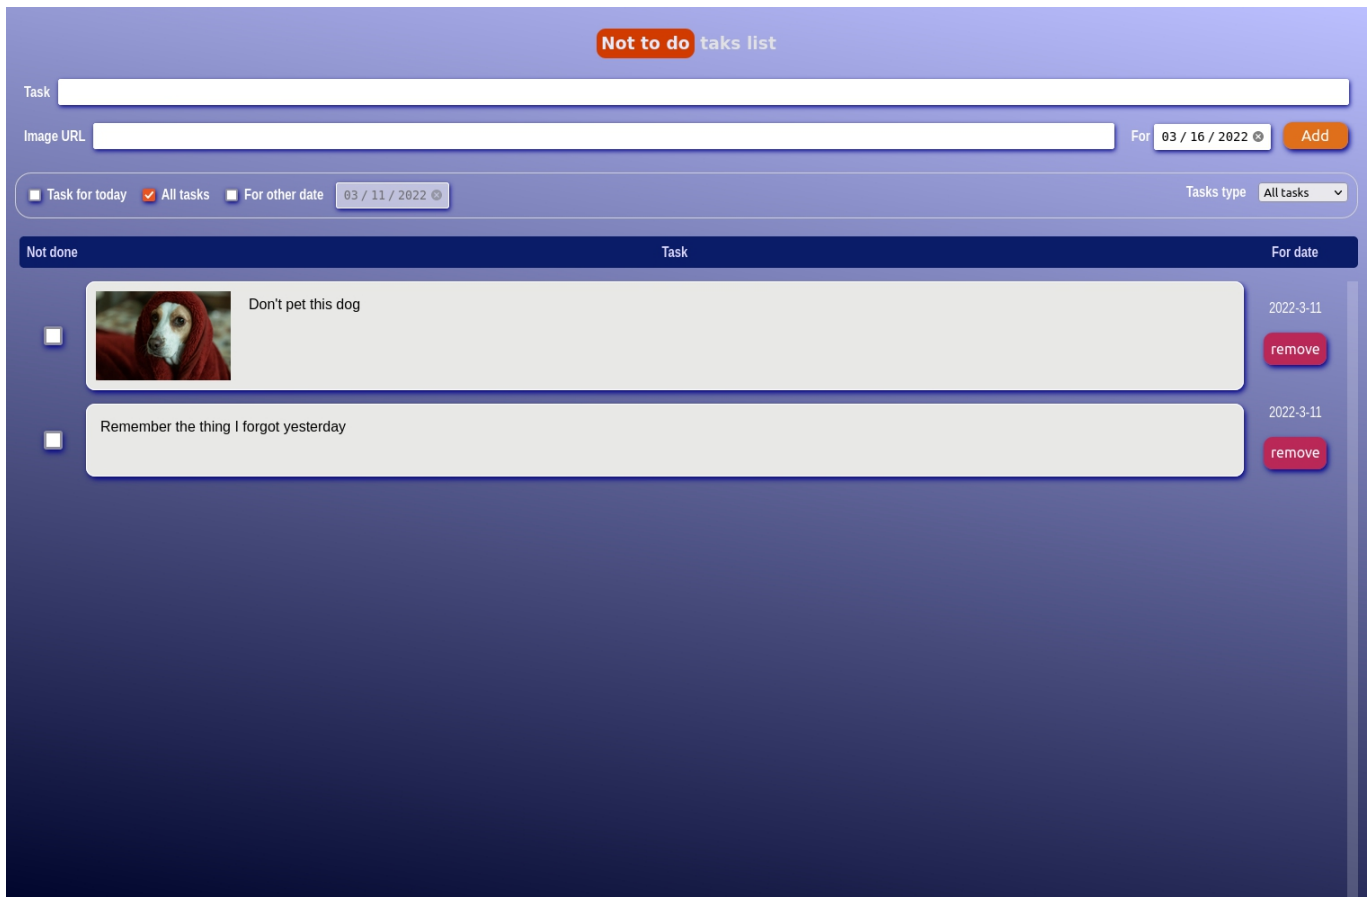 Not to do taks list
Task
Image URL For 03 / 16 / 2022 Add
Task for today All tasks For other date 03 / 11 / 2022 Tasks type All tasks
Not done Task For date
Don't pet this dog 2022-3-11
remove
Remember the thing I forgot yesterday 2022-3-11
remove